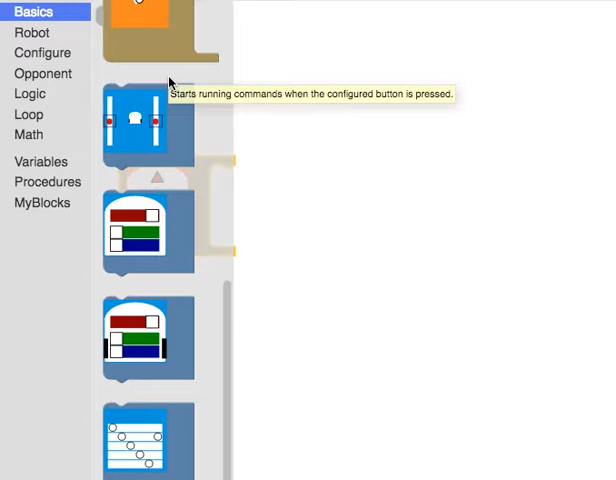 Basics
Robot
Configure
Opponent
Logic
Loop
Math
Variables
Procedures
MyBlocks
Starts running commands when the configured button is pressed.